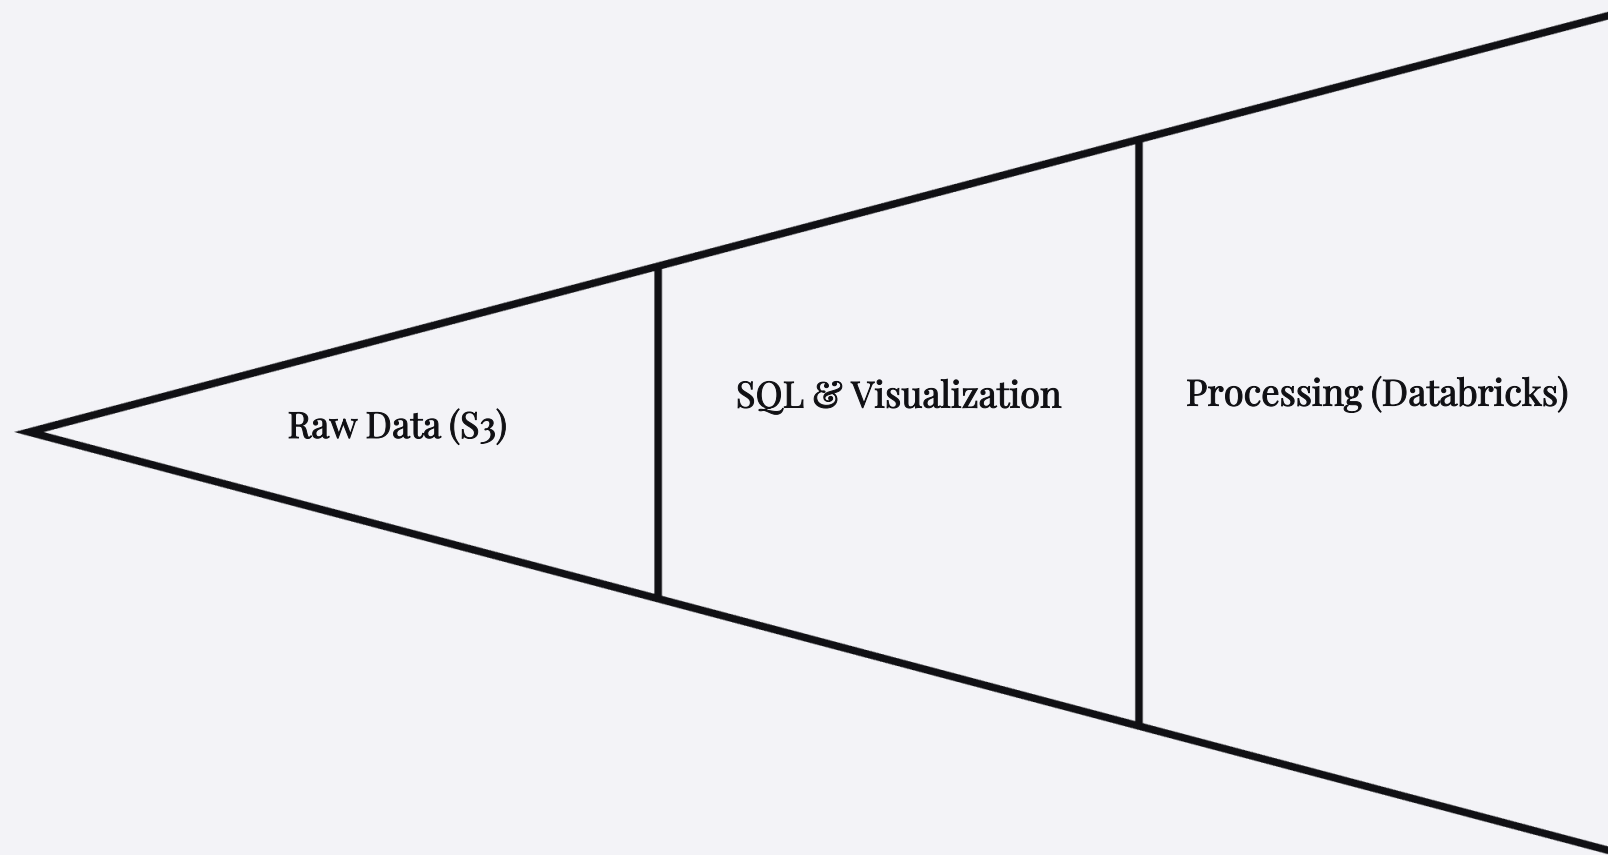 Raw Data (S3)
SQL & Visualization
Processing (Databricks)